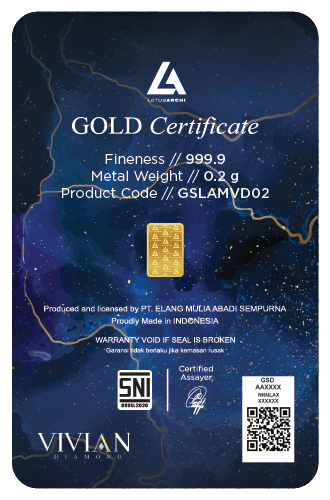 LOTUSARCHI
GOLD Certificate
Fineness // 999.9
Metal Weight // 0.2 g
Product Code // GSLAMVD02
Produced and licensed by PT. ELANG MULIA ABADI SEMPURNA
Proudly Made in INDONESIA
WARRANTY VOID IF SEAL IS BROKEN
Garansi tidak berlaku jika kemasan rusak
SNI
8880:2020
Certified
Assayer,
GSD
AAXXXX
NNNLAX
XXXXXX
VIVIAN
DIAMOND